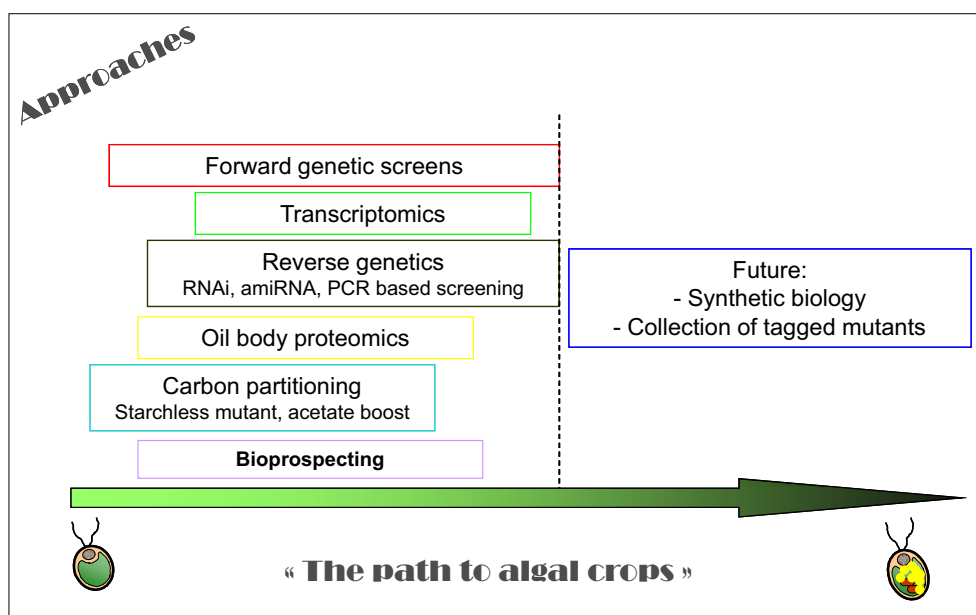 Approaches
Forward genetic screens
Transcriptomics
Reverse genetics
RNAi, amiRNA, PCR based screening
Oil body proteomics
Carbon partitioning
Starchless mutant, acetate boost
Bioprospecting
Future:
- Synthetic biology
- Collection of tagged mutants
« The path to algal crops »